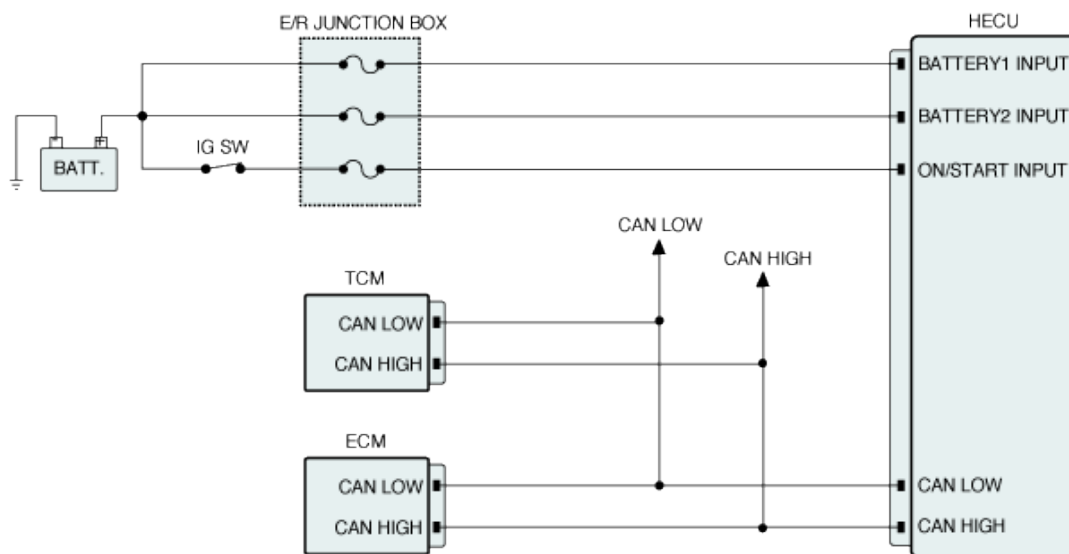 E/R JUNCTION BOX
HECU
BATTERY1 INPUT
BATTERY2 INPUT
IG SW
- +
BATT.
ON/START INPUT
CAN LOW
CAN HIGH
TCM
CAN LOW
CAN HIGH
ECM
CAN LOW
CAN HIGH
CAN LOW
CAN HIGH